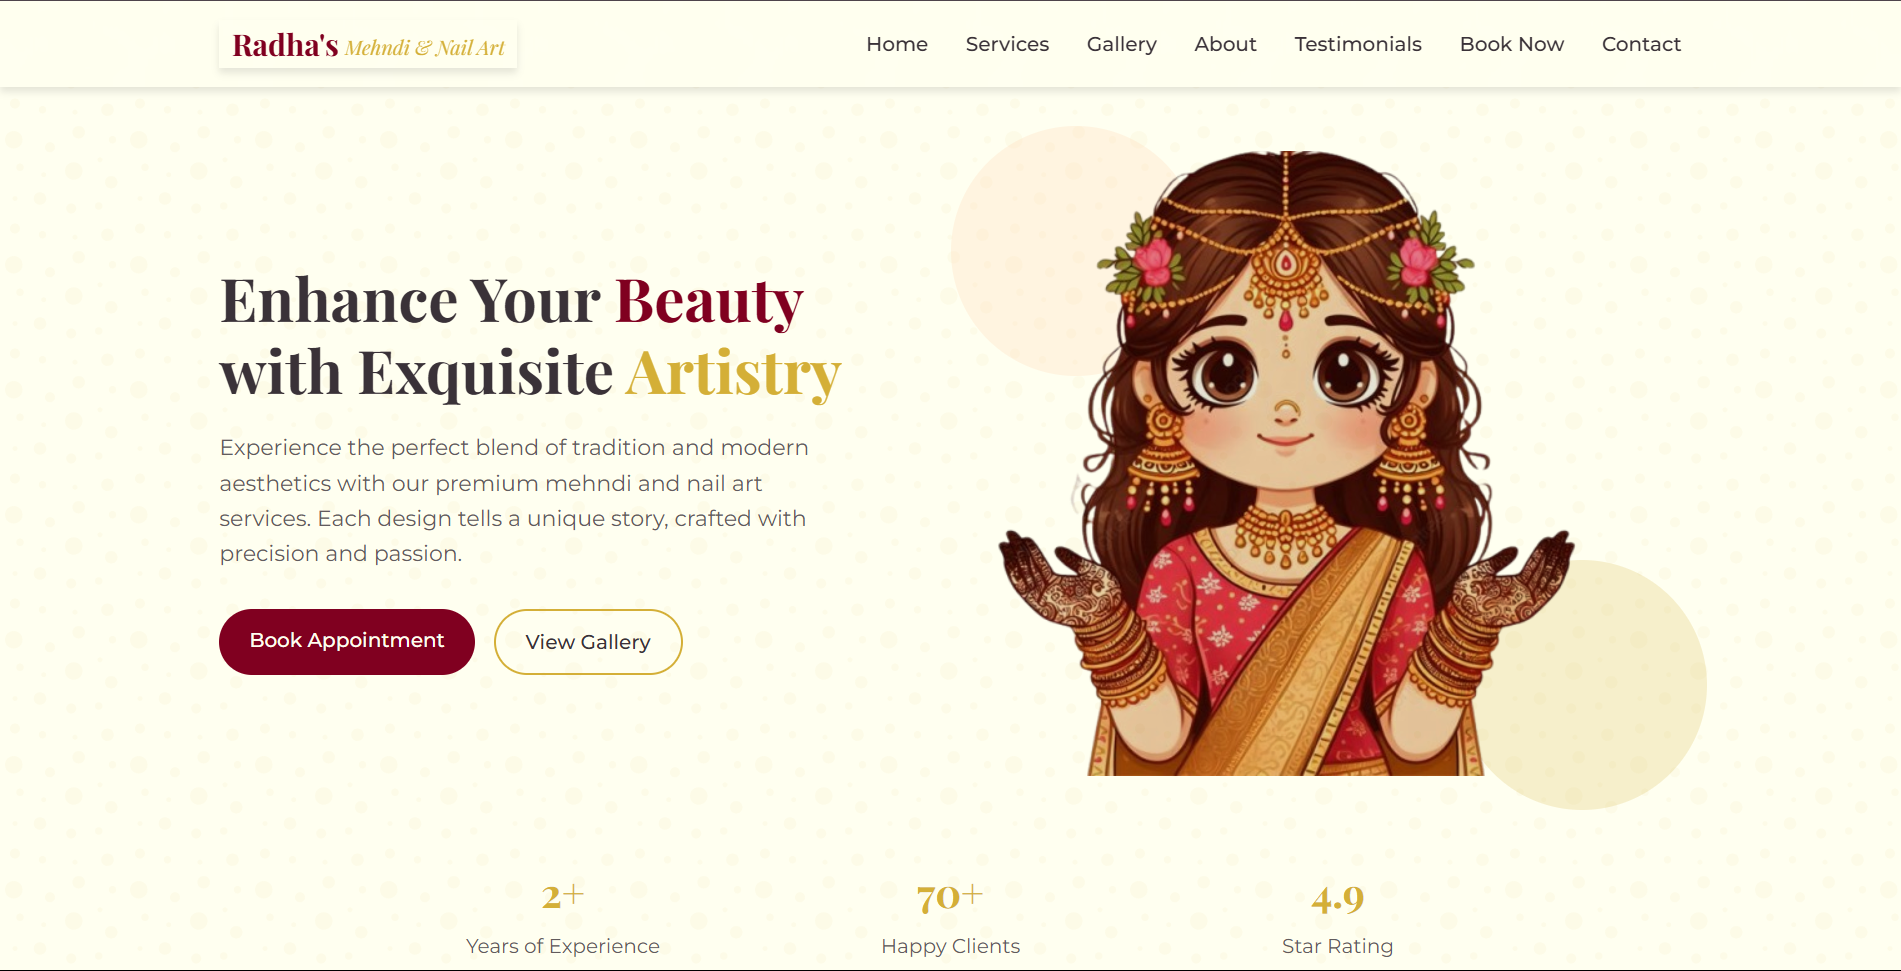 Radha's Mehndi & Nail Art
Home Services Gallery About Testimonials Book Now Contact
Enhance Your Beauty
with Exquisite Artistry
Experience the perfect blend of tradition and modern
aesthetics with our premium mehndi and nail art
services. Each design tells a unique story, crafted with
precision and passion.
Book Appointment
View Gallery
2+
Years of Experience
70+
Happy Clients
4.9
Star Rating